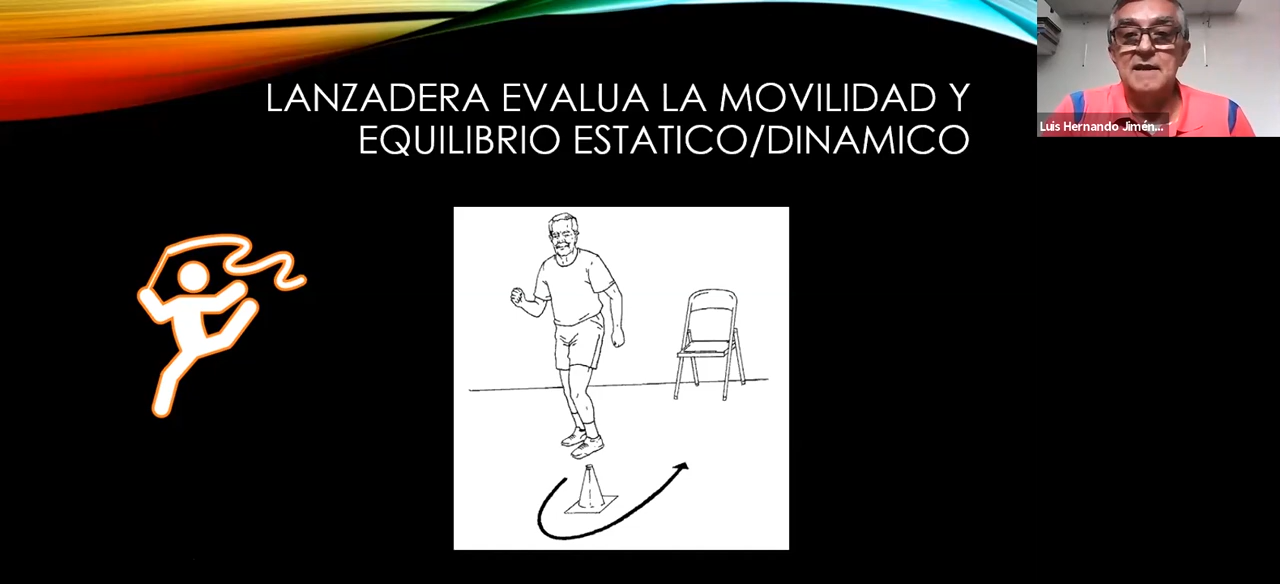 LANZADERA EVALUA LA MOVILIDAD Y
EQUILIBRIO ESTATICO/DINAMICO
Luis Hernando Jimén...